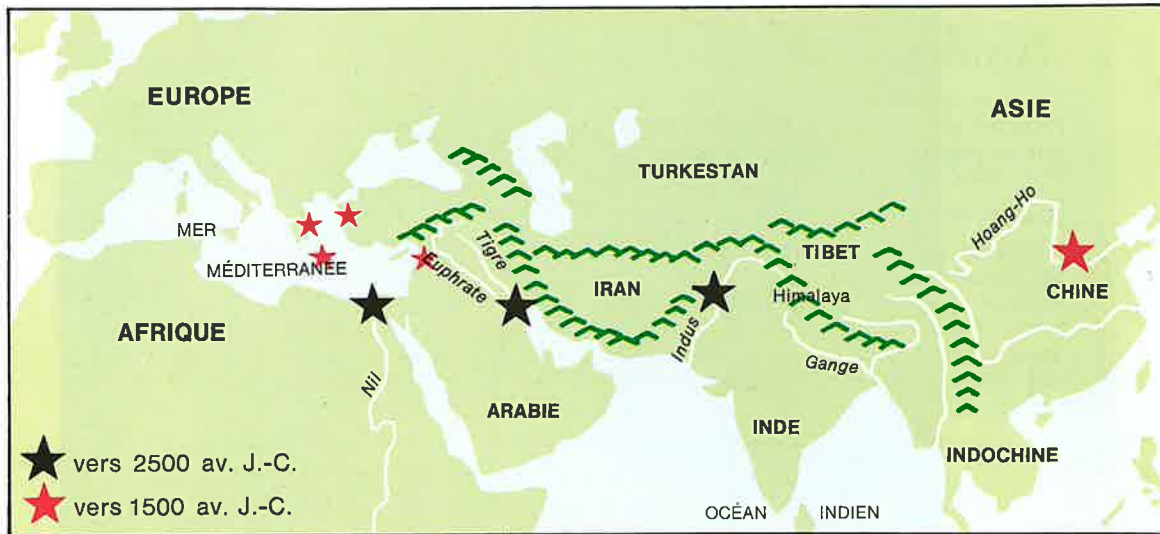 EUROPE
ASIE
TURKESTAN
MER
MÉDITERRANÉE
Tigre
Euphrate
IRAN
TIBET
Himalaya
Hoang-Ho
CHINE
AFRIQUE
Nil
ARABIE
Indus
Gange
INDE
INDOCHINE
OCÉAN INDIEN
vers 2500 av. J.-C.
vers 1500 av. J.-C.